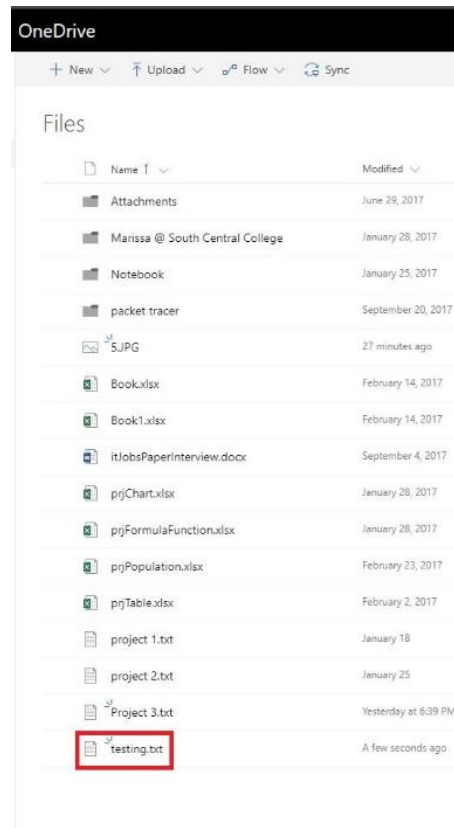 OneDrive
+ New Upload Flow Sync
Files
Name ↑ Modified
Attachments June 29, 2017
Marissa @ South Central College January 28, 2017
Notebook January 25, 2017
packet tracer September 20, 2017
5.JPG 27 minutes ago
Book.xlsx February 14, 2017
Book1.xlsx February 14, 2017
itJobsPaperInterview.docx September 4, 2017
prjChart.xlsx January 28, 2017
prjFormulaFunction.xlsx January 28, 2017
prjPopulation.xlsx February 23, 2017
prjTable.xlsx February 2, 2017
project 1.txt January 18
project 2.txt January 25
Project 3.txt Yesterday at 6:39 PM
testing.txt A few seconds ago